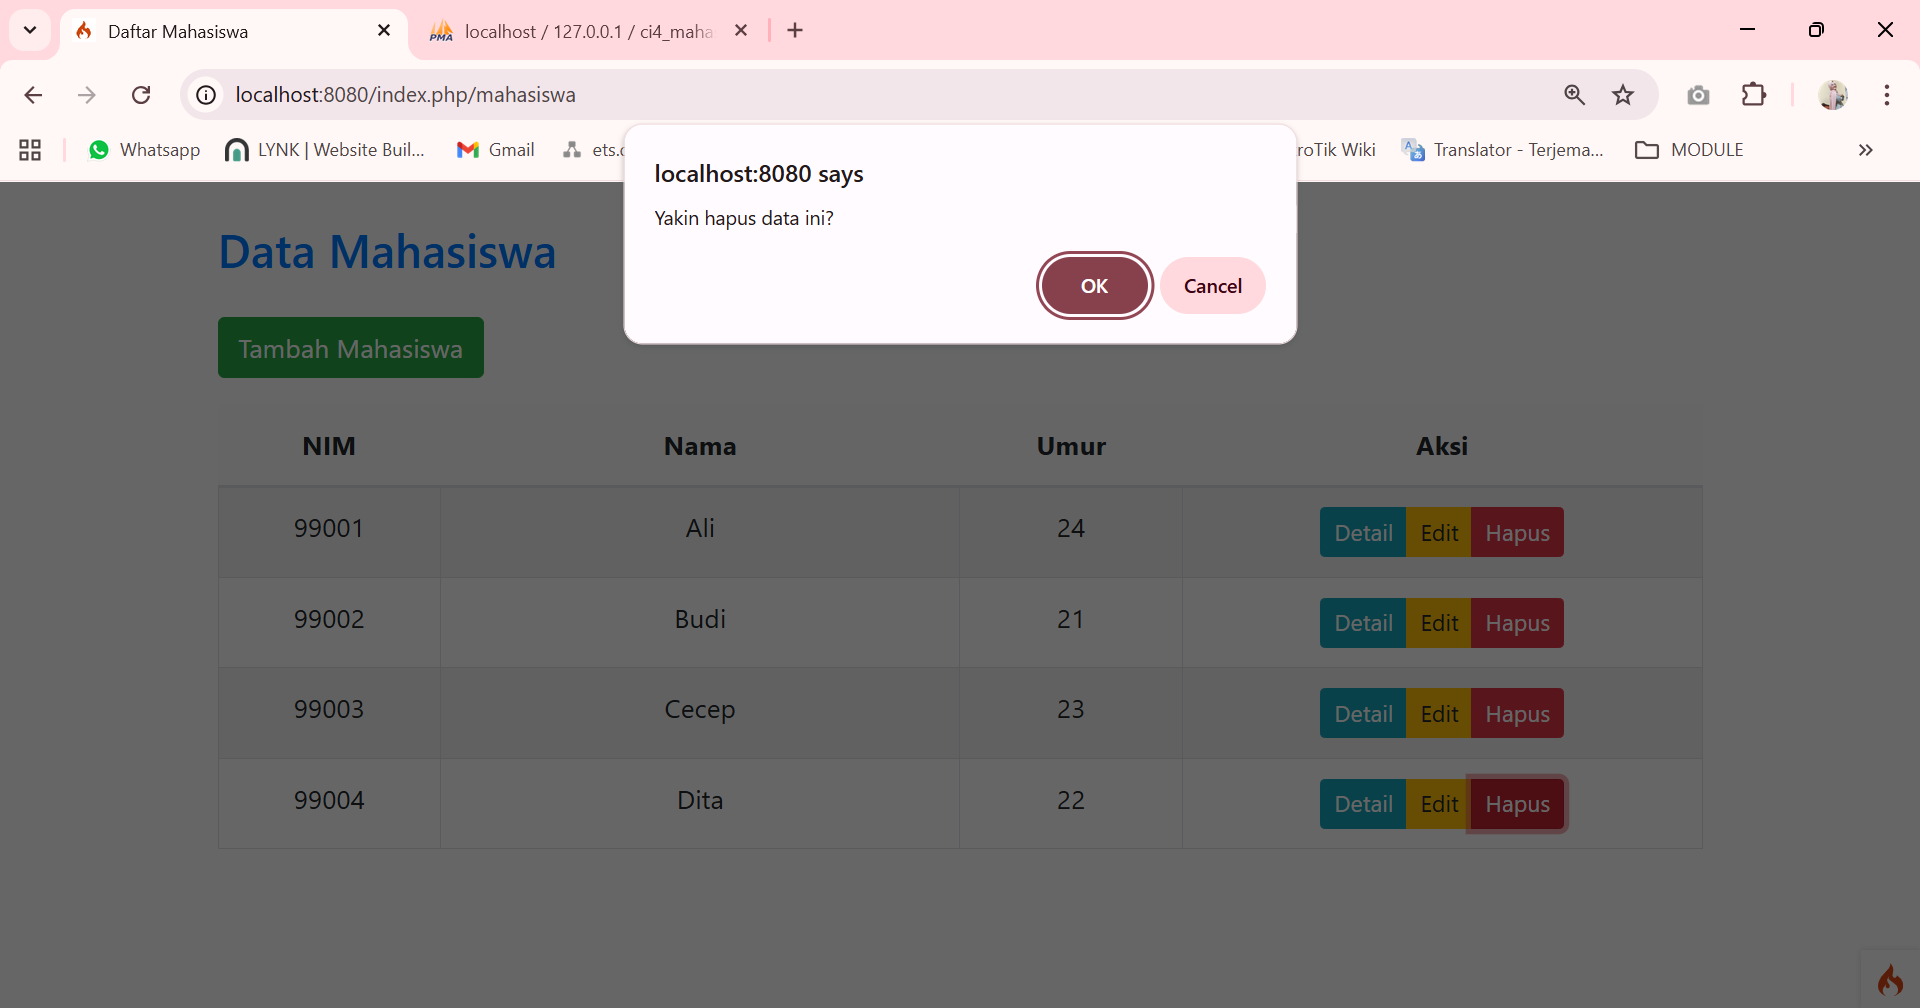 Daftar Mahasiswa
PMA localhost / 127.0.0.1 / ci4_maha
localhost:8080/index.php/mahasiswa
Whatsapp LYNK | Website Buil... Gmail ets. roTik Wiki Translator - Terjema... MODULE
localhost:8080 says
Yakin hapus data ini?
OK Cancel
Data Mahasiswa
Tambah Mahasiswa
NIM Nama Umur Aksi
99001 Ali 24 Detail Edit Hapus
99002 Budi 21 Detail Edit Hapus
99003 Cecep 23 Detail Edit Hapus
99004 Dita 22 Detail Edit Hapus